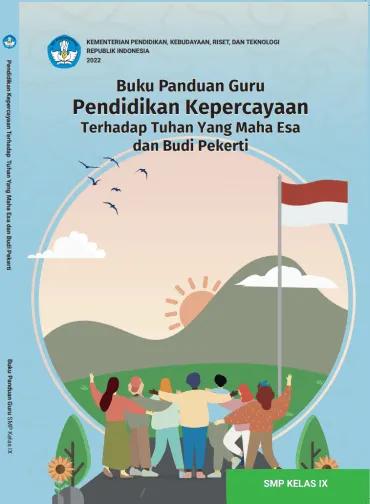 KEMENTERIAN PENDIDIKAN, KEBUDAYAAN, RISET, DAN TEKNOLOGI
REPUBLIK INDONESIA
2022
Buku Panduan Guru
Pendidikan Kepercayaan
Terhadap Tuhan Yang Maha Esa
dan Budi Pekerti
Pendidikan Kepercayaan Terhadap Tuhan Yang Maha Esa dan Budi Pekerti
Buku Panduan Guru SMP Kelas IX
SMP KELAS IX